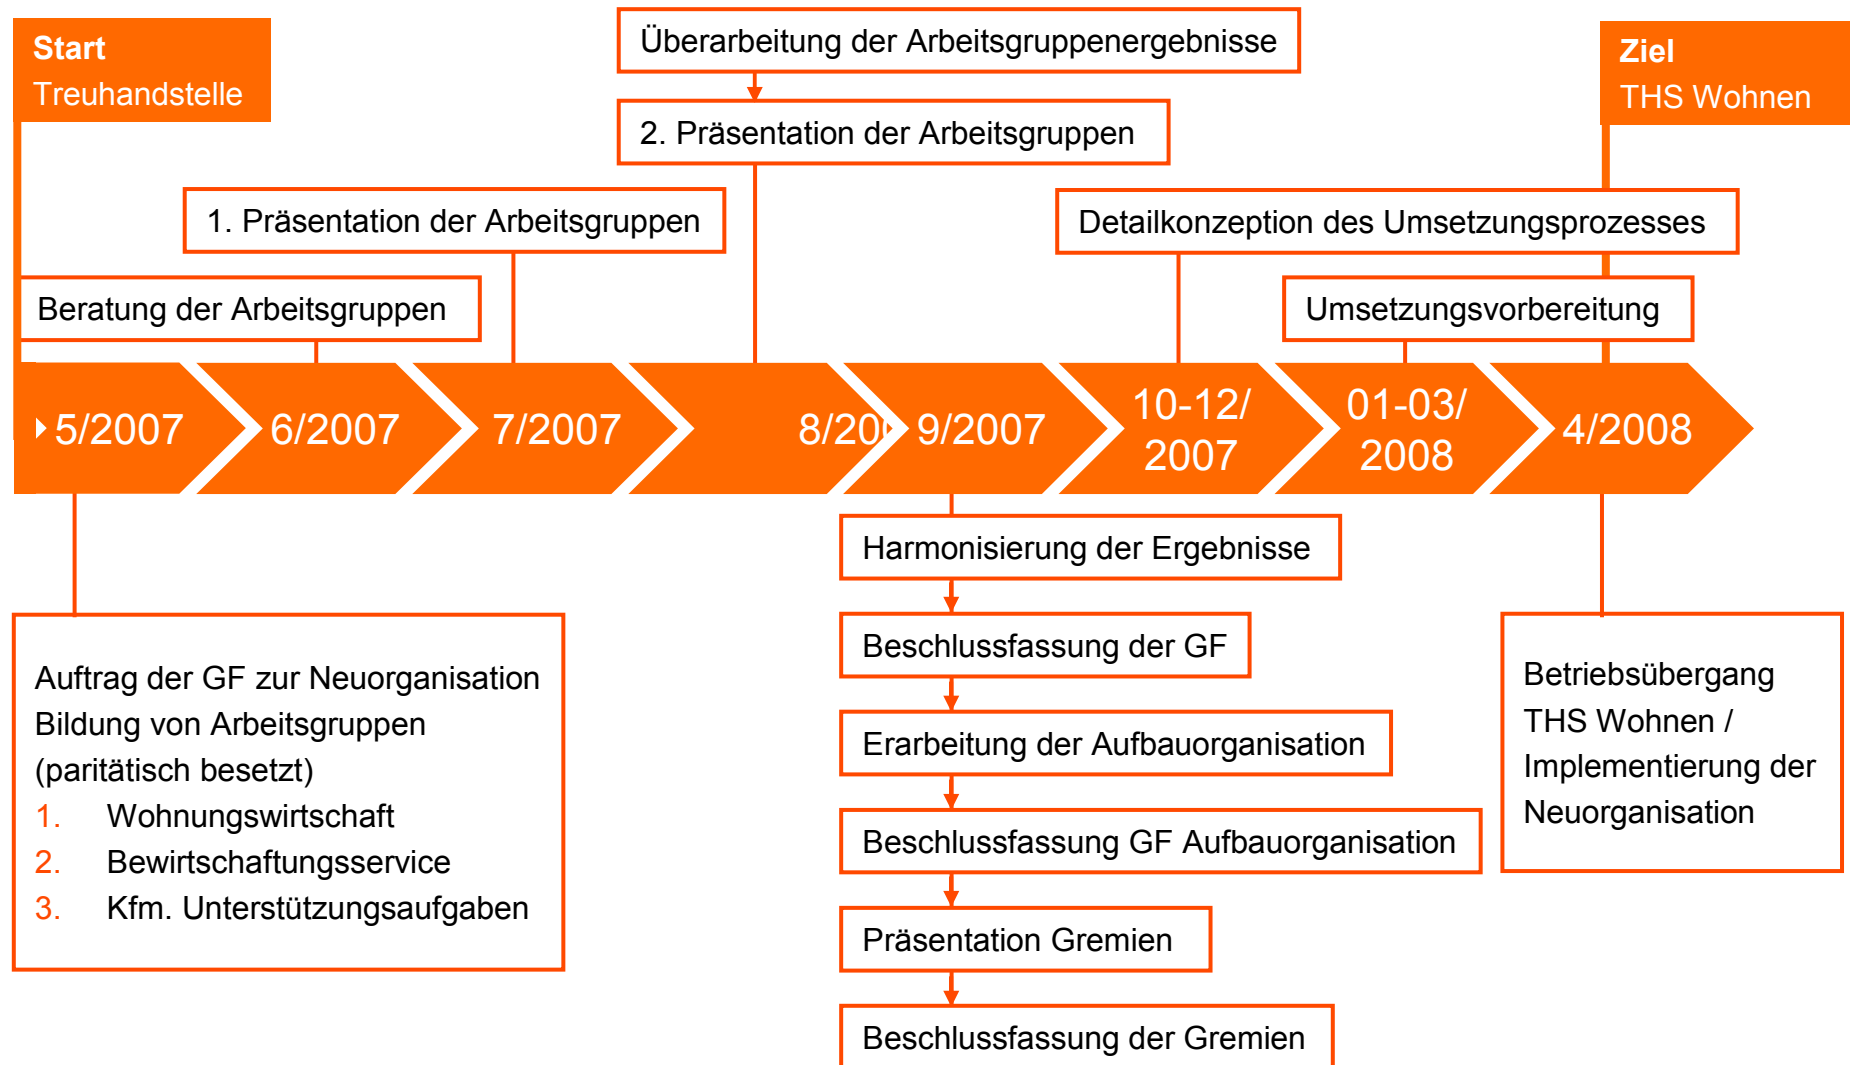 Start
Treuhandstelle
Überarbeitung der Arbeitsgruppenergebnisse
Ziel
THS Wohnen
2. Präsentation der Arbeitsgruppen
1. Präsentation der Arbeitsgruppen
Detailkonzeption des Umsetzungsprozesses
Beratung der Arbeitsgruppen
Umsetzungsvorbereitung
5/2007
6/2007
7/2007
8/20
9/2007
10-12/
2007
01-03/
2008
4/2008
Harmonisierung der Ergebnisse
Beschlussfassung der GF
Erarbeitung der Aufbauorganisation
Beschlussfassung GF Aufbauorganisation
Präsentation Gremien
Beschlussfassung der Gremien
Auftrag der GF zur Neuorganisation
Bildung von Arbeitsgruppen
(paritätisch besetzt)
1. Wohnungswirtschaft
2. Bewirtschaftungsservice
3. Kfm. Unterstützungsaufgaben
Betriebsübergang
THS Wohnen /
Implementierung der
Neuorganisation